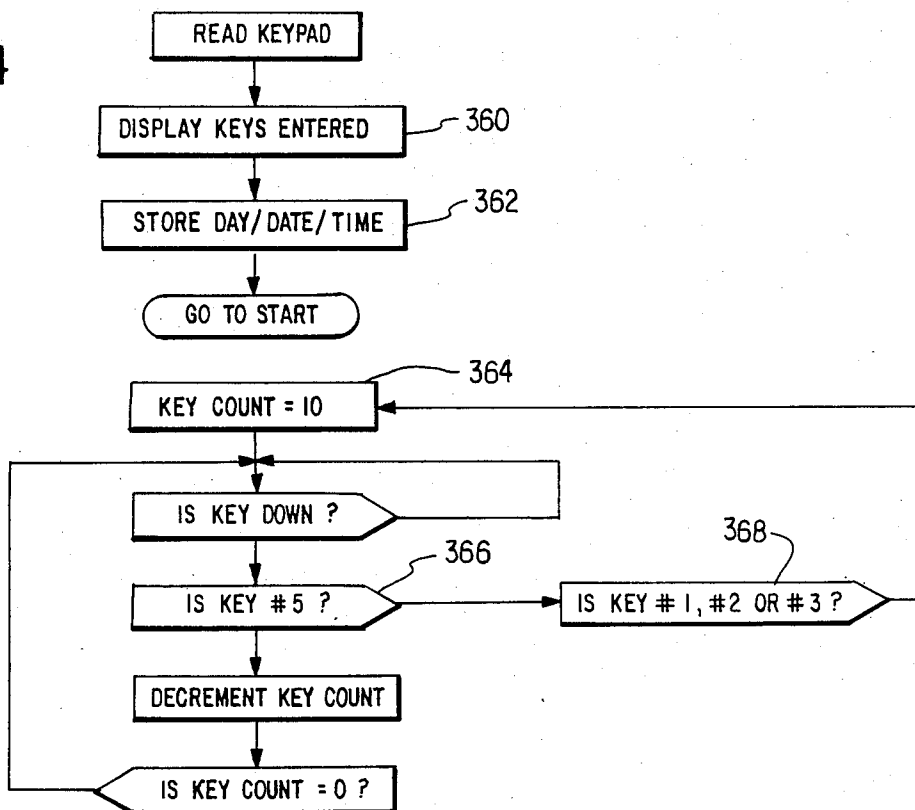 READ KEYPAD
DISPLAY KEYS ENTERED
360
STORE DAY/DATE/TIME
362
GO TO START
364
KEY COUNT = 10
IS KEY DOWN ?
366
368
IS KEY #5 ?
IS KEY # 1, #2 OR #3 ?
DECREMENT KEY COUNT
IS KEY COUNT = 0 ?